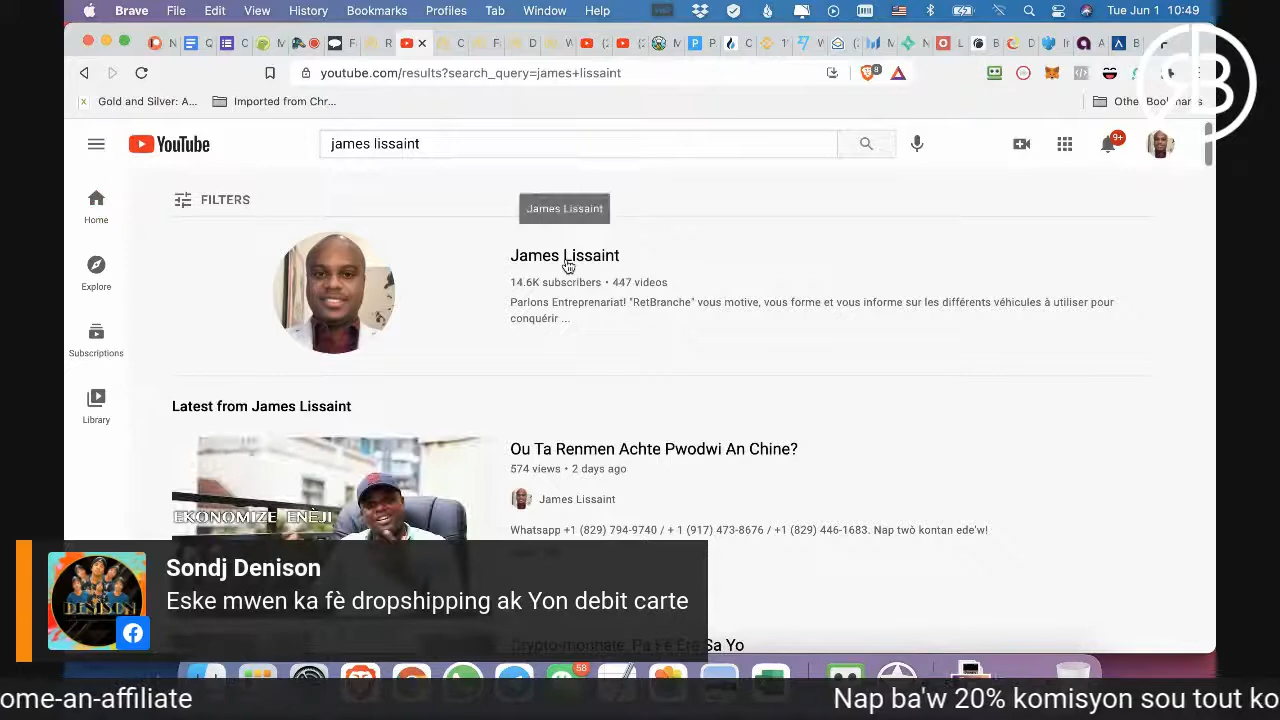 Brave File Edit View History Bookmarks Profiles Tab Window Help Tue Jun 1 10:49
youtube.com/results?search_query=james+lissaint
8
Gold and Silver: A... Imported from Chr...
YouTube
james lissaint
9+
FILTERS
James Lissaint
Home
Explore
Subscriptions
Library
James Lissaint
14.6K subscribers • 447 videos
Parlons Entreprenariat! "RetBranche" vous motive, vous forme et vous informe sur les différents véhicules à utiliser pour
conquérir ...
Latest from James Lissaint
EKONOMIZE ENÈJI
Ou Ta Renmen Achte Pwodwi An Chine?
574 views • 2 days ago
James Lissaint
Whatsapp +1 (829) 794-9740 / + 1 (917) 473-8676 / +1 (829) 446-1683. Nap twò kontan ede'w!
DENISON
Sondj Denison
Eske mwen ka fè dropshipping ak Yon debit carte
Sa Yo
58
ome-an-affiliate
Nap ba'w 20% komisyon sou tout ko